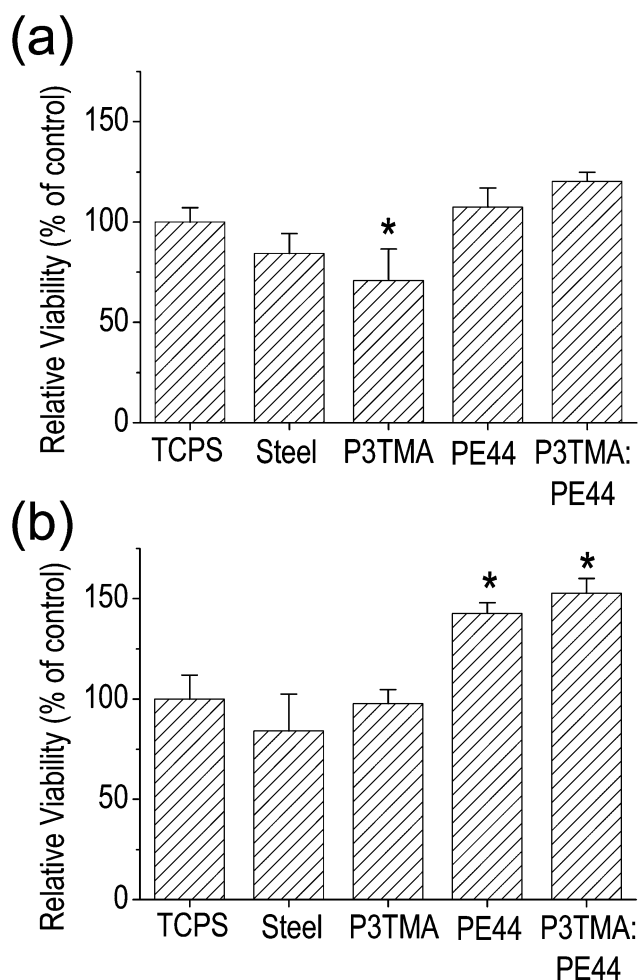 (a)
Relative Viability (% of control)
150
100
50
0
*
TCPS Steel P3TMA PE44 P3TMA:
PE44
(b)
Relative Viability (% of control)
150
100
50
0
* *
TCPS Steel P3TMA PE44 P3TMA:
PE44